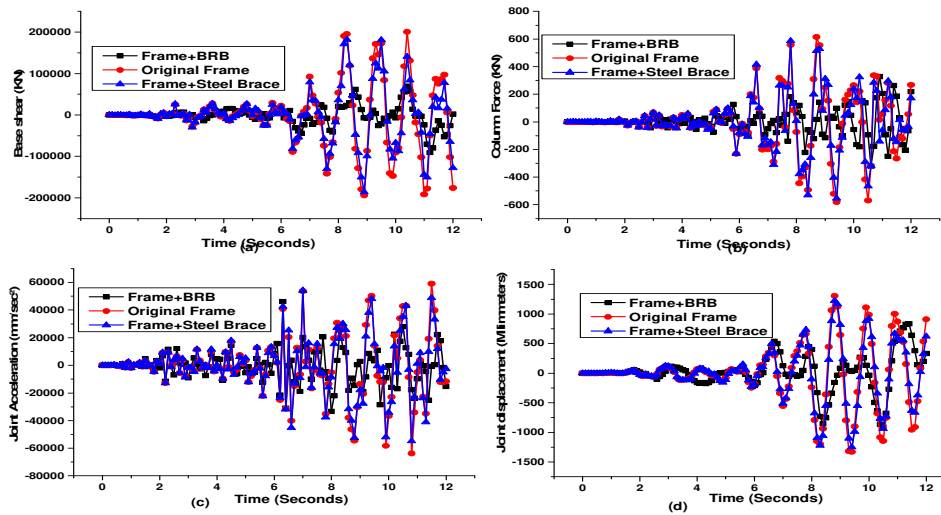 Base shear (KN)
200000
100000
0
-100000
-200000
Frame+BRB
Original Frame
Frame+Steel Brace
0 2 4 6 8 10 12
Time (Seconds)
(a)
Column Force (KN)
800
600
400
200
0
-200
-400
-600
Frame+BRB
Original Frame
Frame+Steel Brace
0 2 4 6 8 10 12
Time (Seconds)
(b)
Joint Acceleration (mm/sec²)
60000
40000
20000
0
-20000
-40000
-60000
-80000
Frame+BRB
Original Frame
Frame+Steel Brace
0 2 4 6 8 10 12
(c) Time (Seconds)
Joint displacement (Millimeters)
1500
1000
500
0
-500
-1000
-1500
Frame+BRB
Original Frame
Frame+Steel Brace
0 2 4 6 8 10 12
Time (Seconds)
(d)